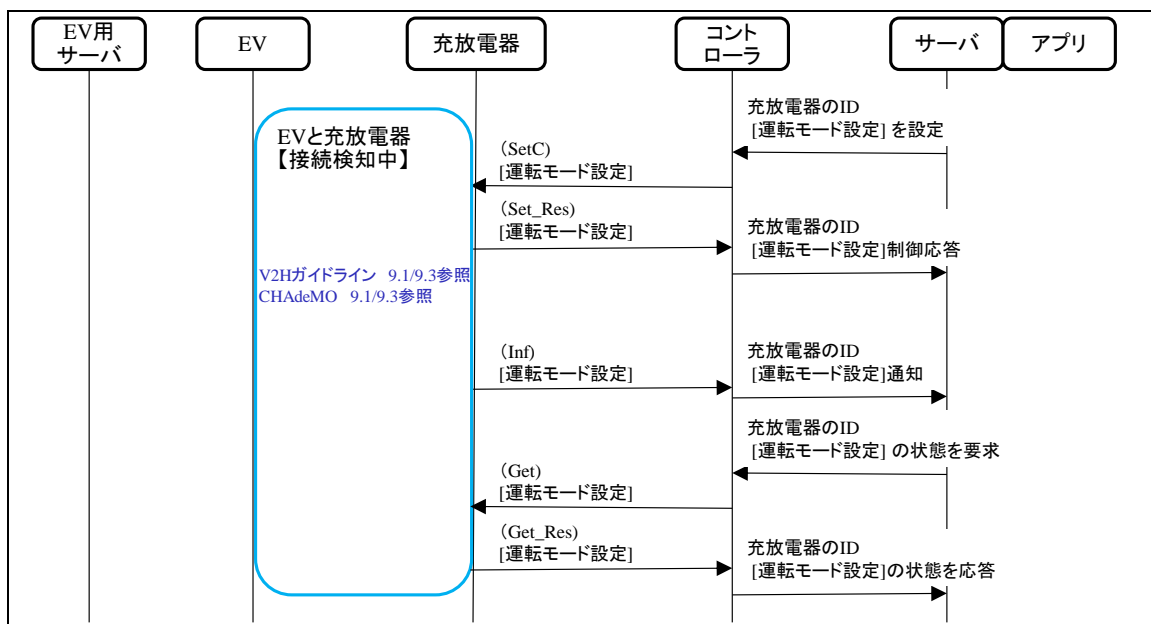 EV用
サーバ
EV
充放電器
コント
ローラ
サーバ
アプリ
充放電器のID
[運転モード設定] を設定
EVと充放電器
【接続検知中】
(SetC)
[運転モード設定]
(Set_Res)
[運転モード設定]
充放電器のID
[運転モード設定]制御応答
V2Hガイドライン 9.1/9.3参照
CHAdeMO 9.1/9.3参照
(Inf)
[運転モード設定]
充放電器のID
[運転モード設定]通知
充放電器のID
[運転モード設定] の状態を要求
(Get)
[運転モード設定]
(Get_Res)
[運転モード設定]
充放電器のID
[運転モード設定]の状態を応答